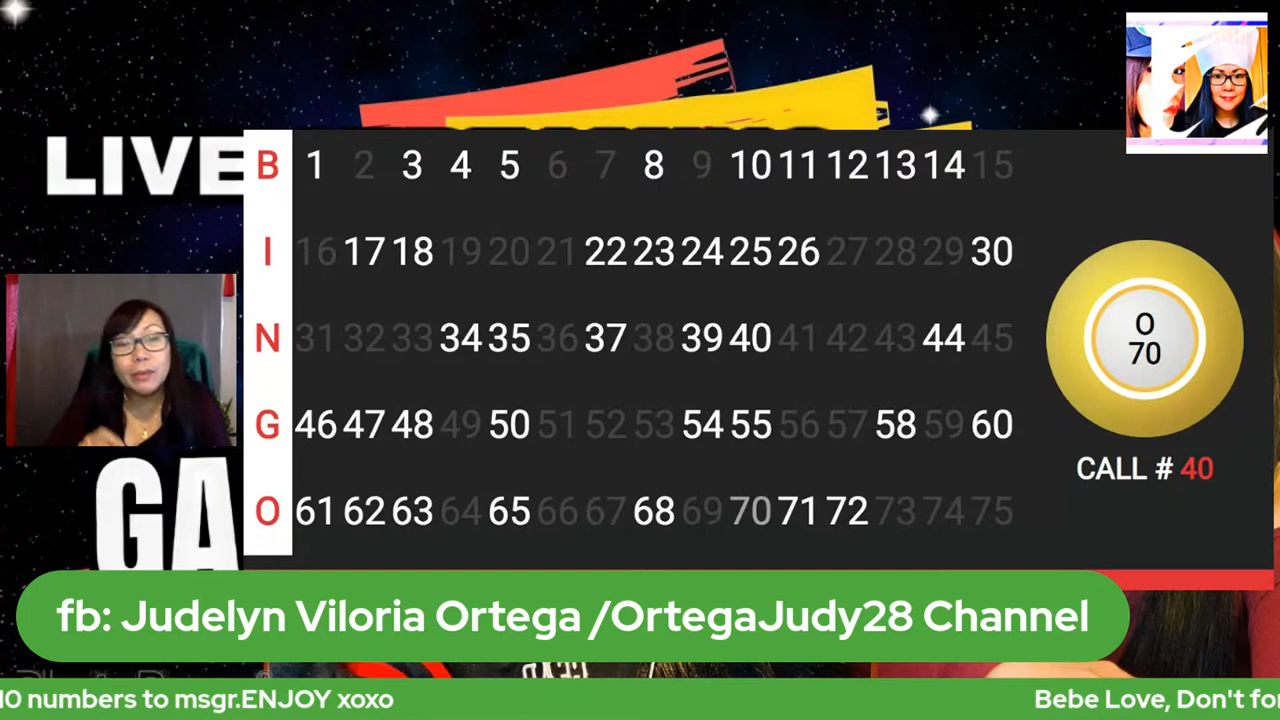 LIVE
B 1 2 3 4 5 6 7 8 9 10 11 12 13 14 15
I 16 17 18 19 20 21 22 23 24 25 26 27 28 29 30
N 31 32 33 34 35 36 37 38 39 40 41 42 43 44 45
G 46 47 48 49 50 51 52 53 54 55 56 57 58 59 60
O 61 62 63 64 65 66 67 68 69 70 71 72 73 74 75
O
70
CALL # 40
GA
fb: Judelyn Viloria Ortega /OrtegaJudy28 Channel
10 numbers to msgr.ENJOY xoxo
Bebe Love, Don't for